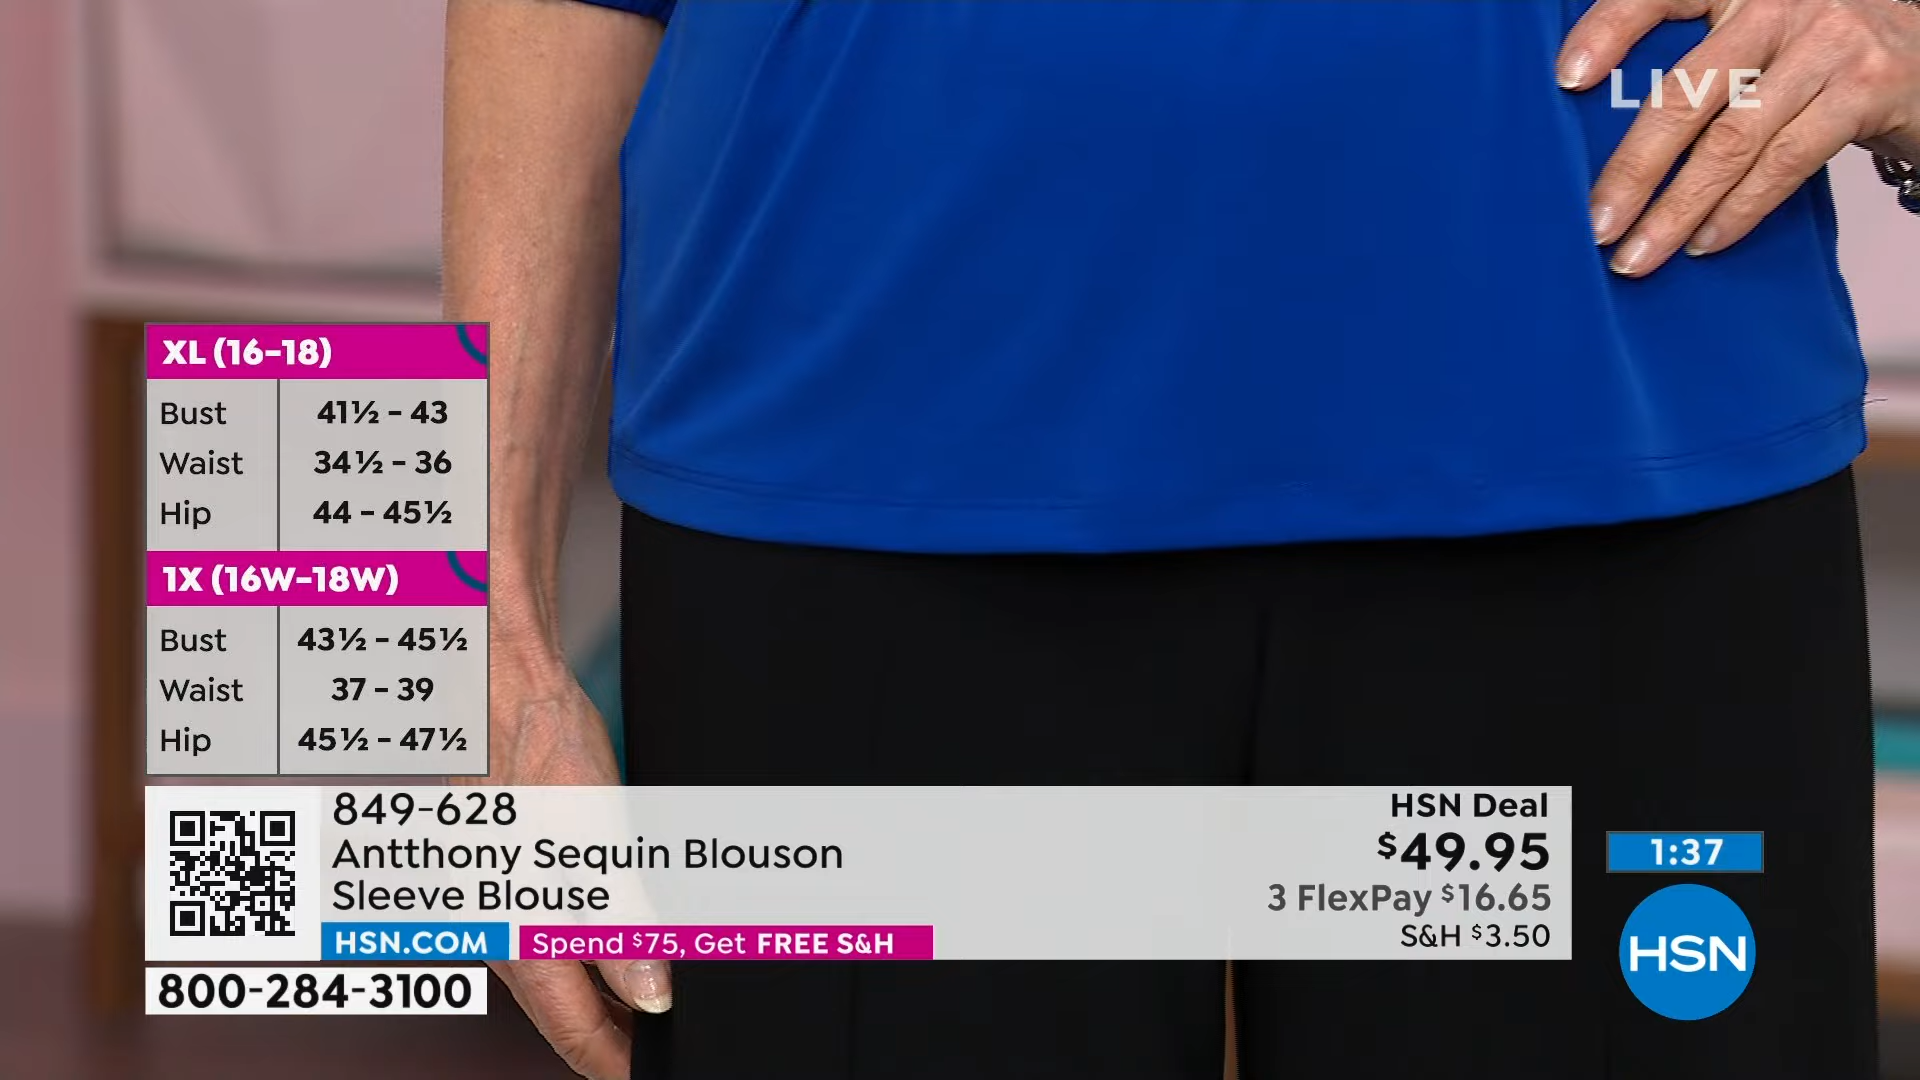 LIVE
XL (16-18)
Bust 41½ - 43
Waist 34½ - 36
Hip 44 - 45½
1X (16W-18W)
Bust 43½ - 45½
Waist 37 - 39
Hip 45½ - 47½
849-628
Antthony Sequin Blouson
Sleeve Blouse
HSN.COM
Spend $75, Get FREE S&H
800-284-3100
HSN Deal
$49.95
3 FlexPay $16.65
S&H $3.50
1:37
HSN